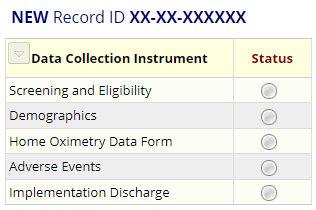 NEW Record ID XX-XX-XXXXXX
Data Collection Instrument Status
Screening and Eligibility
Demographics
Home Oximetry Data Form
Adverse Events
Implementation Discharge